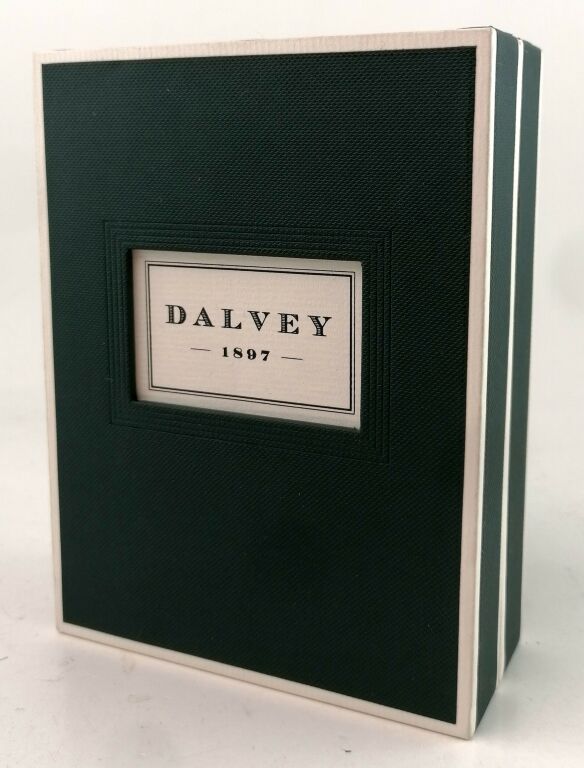 DALVEY
— 1897 —